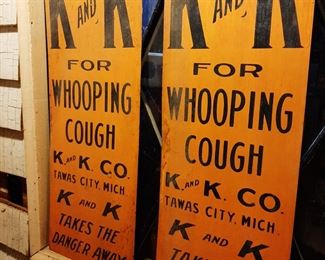 K AND K
FOR
WHOOPING
COUGH
K. AND K. CO.
TAWAS CITY, MICH.
K AND K
TAKES THE
DANGER AWAY
K AND K
FOR
WHOOPING
COUGH
K. AND K. CO.
TAWAS CITY, MICH.
K AND K